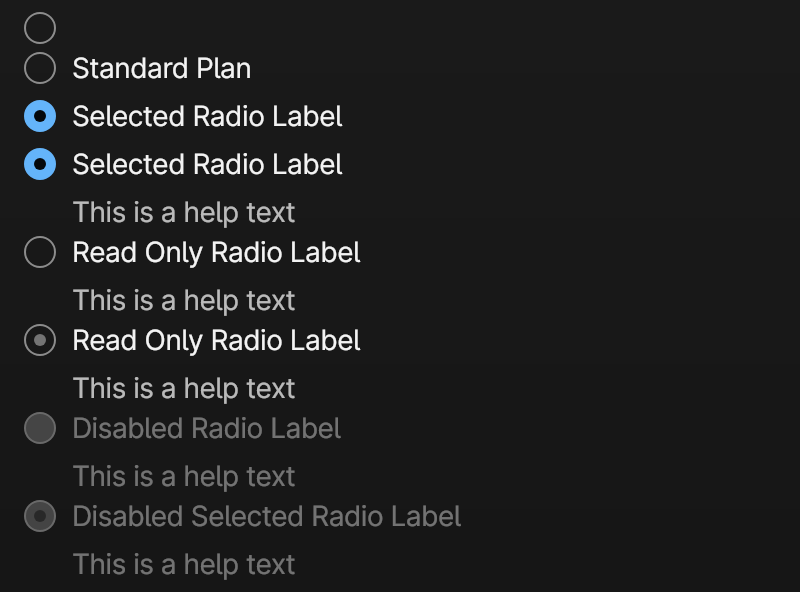 Standard Plan
Selected Radio Label
Selected Radio Label
This is a help text
Read Only Radio Label
This is a help text
Read Only Radio Label
This is a help text
Disabled Radio Label
This is a help text
Disabled Selected Radio Label
This is a help text